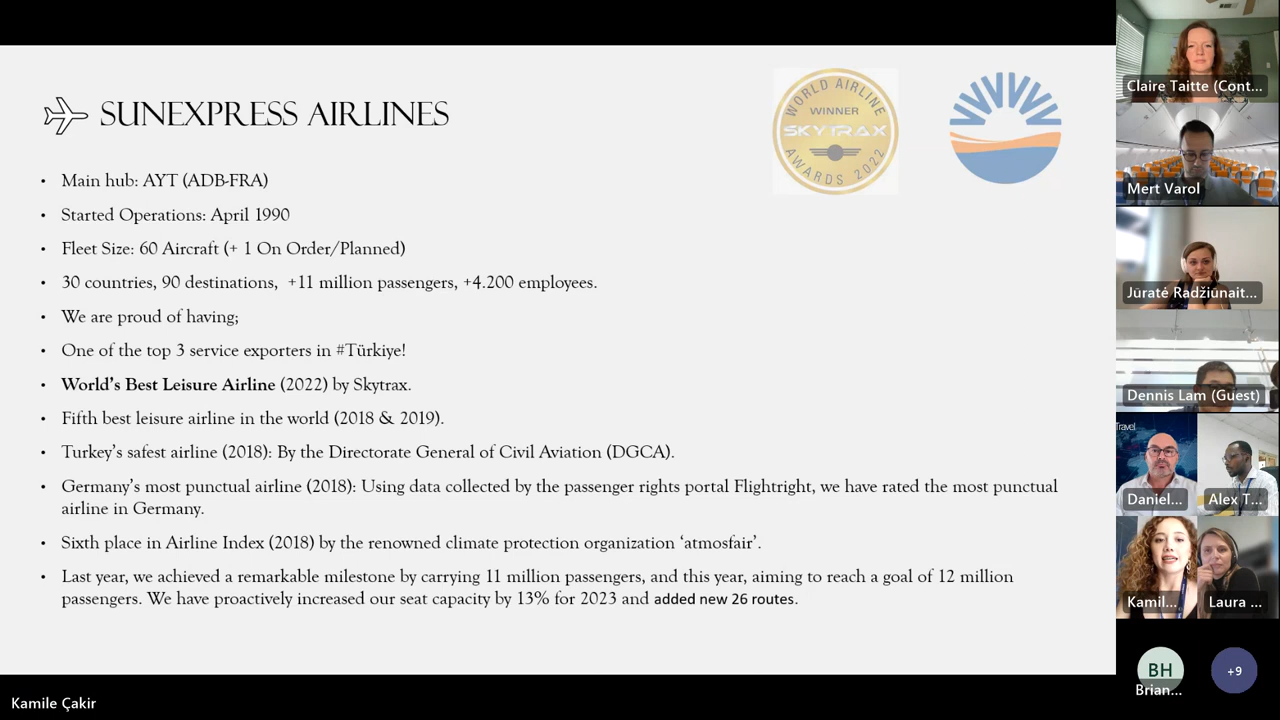 SUNEXPRESS AIRLINES
WORLD AIRLINE
WINNER
SKYTRAX
AWARDS 2022
• Main hub: AYT (ADB-FRA)
• Started Operations: April 1990
• Fleet Size: 60 Aircraft (+ 1 On Order/Planned)
• 30 countries, 90 destinations, +11 million passengers, +4.200 employees.
• We are proud of having;
• One of the top 3 service exporters in #Türkiye!
• World's Best Leisure Airline (2022) by Skytrax.
• Fifth best leisure airline in the world (2018 & 2019).
• Turkey's safest airline (2018): By the Directorate General of Civil Aviation (DGCA).
• Germany's most punctual airline (2018): Using data collected by the passenger rights portal Flightright, we have rated the most punctual
airline in Germany.
• Sixth place in Airline Index (2018) by the renowned climate protection organization 'atmosfair'.
• Last year, we achieved a remarkable milestone by carrying 11 million passengers, and this year, aiming to reach a goal of 12 million
passengers. We have proactively increased our seat capacity by 13% for 2023 and added new 26 routes.
Kamile Çakir
Claire Taitte (Cont...
Mert Varol
Jūratė Radžiūnait...
Dennis Lam (Guest)
Travel
Daniel...
Alex T...
Kamil...
Laura ...
BH
Brian...
+9